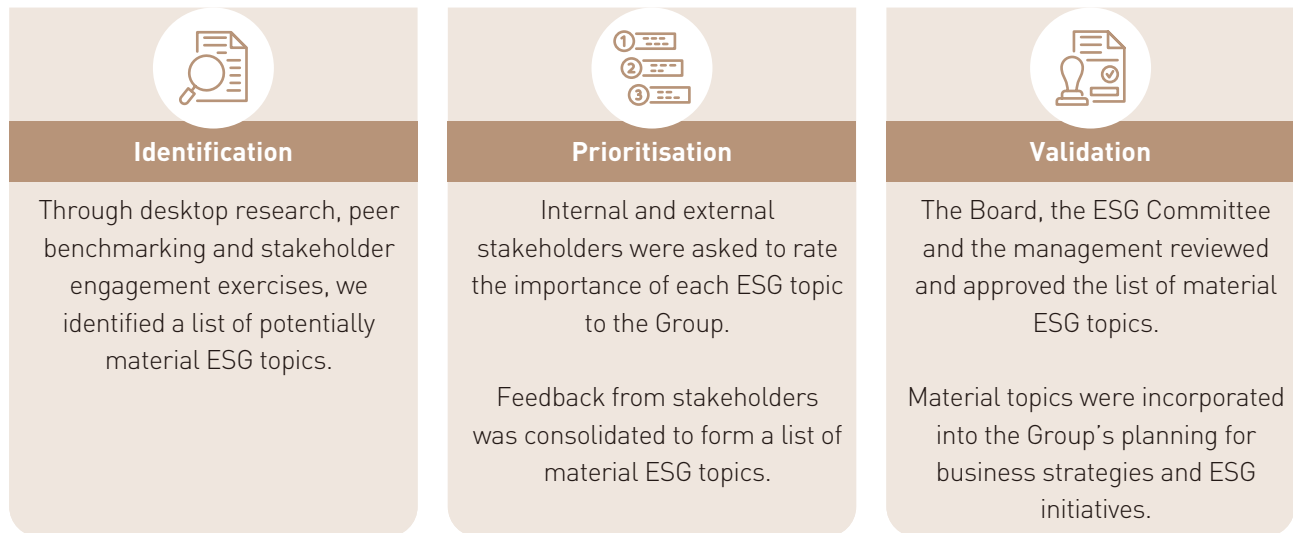 Identification
Through desktop research, peer
benchmarking and stakeholder
engagement exercises, we
identified a list of potentially
material ESG topics.
1
2
3
Prioritisation
Internal and external
stakeholders were asked to rate
the importance of each ESG topic
to the Group.
Feedback from stakeholders
was consolidated to form a list of
material ESG topics.
Validation
The Board, the ESG Committee
and the management reviewed
and approved the list of material
ESG topics.
Material topics were incorporated
into the Group’s planning for
business strategies and ESG
initiatives.